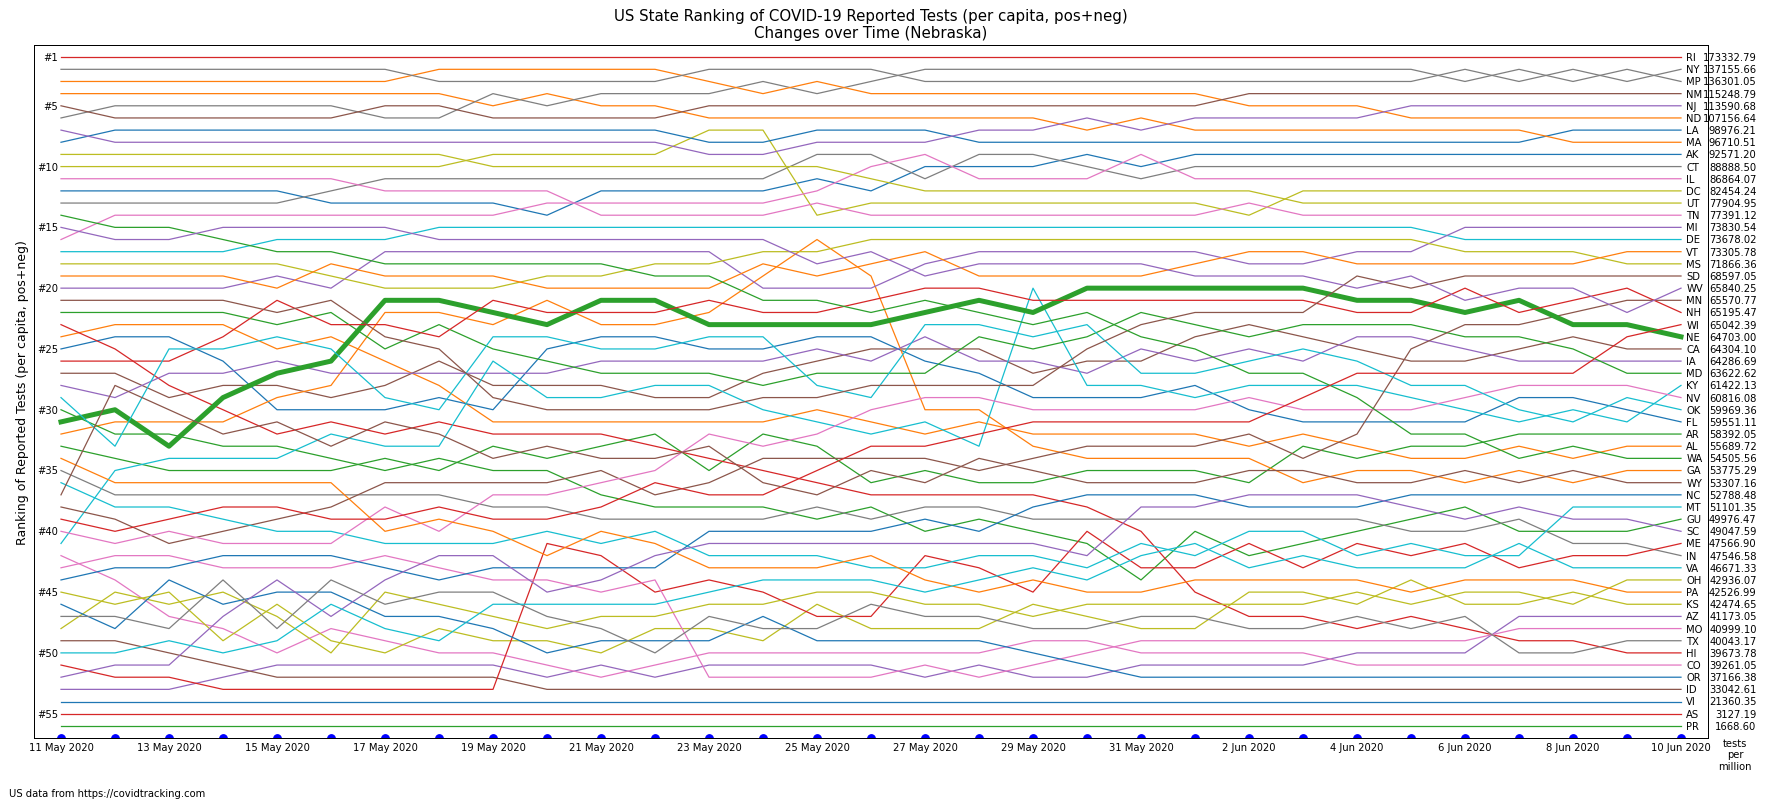 US State Ranking of COVID-19 Reported Tests (per capita, pos+neg)
Changes over Time (Nebraska)
Ranking of Reported Tests (per capita, pos+neg)
#1
#5
#10
#15
#20
#25
#30
#35
#40
#45
#50
#55
RI 173332.79
NY 137155.66
MP 136301.05
NM 115248.79
NJ 113590.68
ND 107156.64
LA 98976.21
MA 96710.51
AK 92571.20
CT 88888.50
IL 86864.07
DC 82454.24
UT 77904.95
TN 77391.12
MI 73830.54
DE 73678.02
VT 73305.78
MS 71866.36
SD 68597.05
WV 65840.25
MN 65570.77
NH 65195.47
WI 65042.39
NE 64703.00
CA 64304.10
IA 64286.69
MD 63622.62
KY 61422.13
NV 60816.08
OK 59969.36
FL 59551.11
AR 58392.05
AL 55689.72
WA 54505.56
GA 53775.29
WY 53307.16
NC 52788.48
MT 51101.35
GU 49976.47
SC 49047.59
ME 47566.90
IN 47546.58
VA 46671.33
OH 42936.07
PA 42526.99
KS 42474.65
AZ 41173.05
MO 40999.10
TX 40043.17
HI 39673.78
CO 39261.05
OR 37166.38
ID 33042.61
VI 21360.35
AS 3127.19
PR 1668.60
11 May 2020 13 May 2020 15 May 2020 17 May 2020 19 May 2020 21 May 2020 23 May 2020 25 May 2020 27 May 2020 29 May 2020 31 May 2020 2 Jun 2020 4 Jun 2020 6 Jun 2020 8 Jun 2020 10 Jun 2020
tests
per
million
US data from https://covidtracking.com